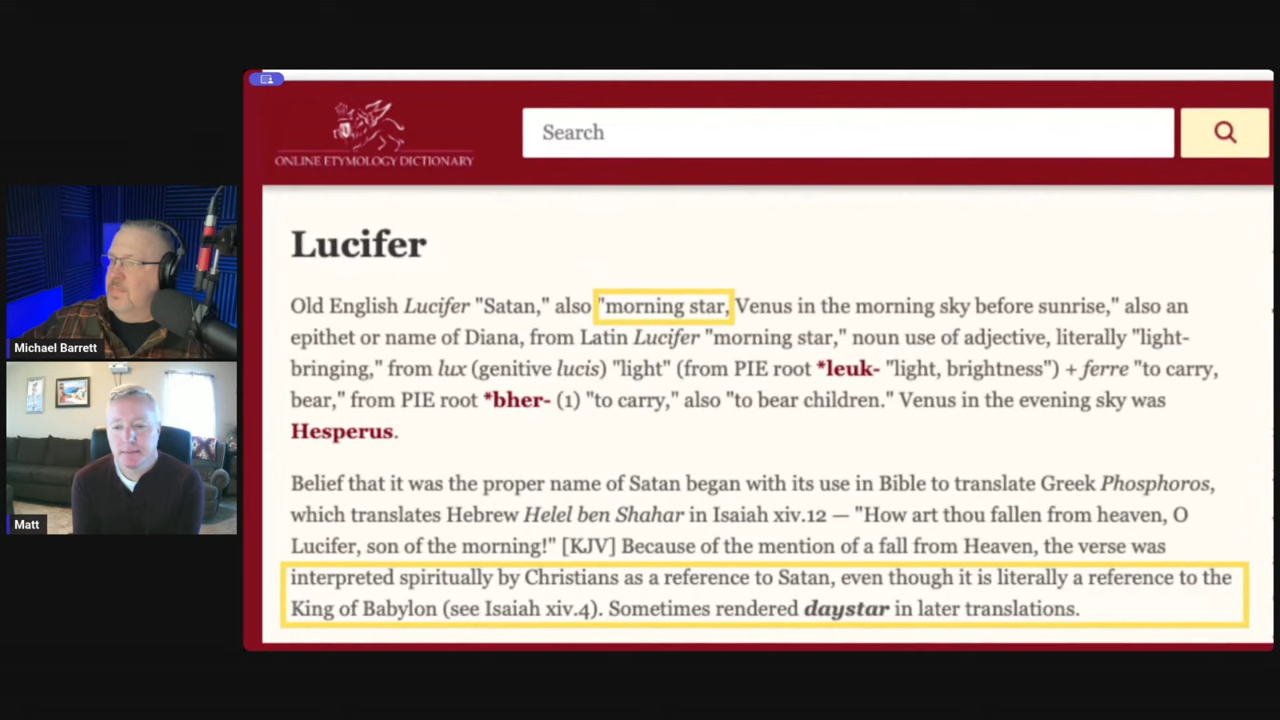 ONLINE ETYMOLOGY DICTIONARY
Search
Lucifer
Old English Lucifer "Satan," also "morning star, Venus in the morning sky before sunrise," also an
epithet or name of Diana, from Latin Lucifer "morning star," noun use of adjective, literally "light-
bringing," from lux (genitive lucis) "light" (from PIE root *leuk- "light, brightness") + ferre "to carry,
bear," from PIE root *bher- (1) "to carry," also "to bear children." Venus in the evening sky was
Hesperus.
Belief that it was the proper name of Satan began with its use in Bible to translate Greek Phosphoros,
which translates Hebrew Helel ben Shahar in Isaiah xiv.12 — "How art thou fallen from heaven, O
Lucifer, son of the morning!" [KJV] Because of the mention of a fall from Heaven, the verse was
interpreted spiritually by Christians as a reference to Satan, even though it is literally a reference to the
King of Babylon (see Isaiah xiv.4). Sometimes rendered daystar in later translations.
Michael Barrett
Matt